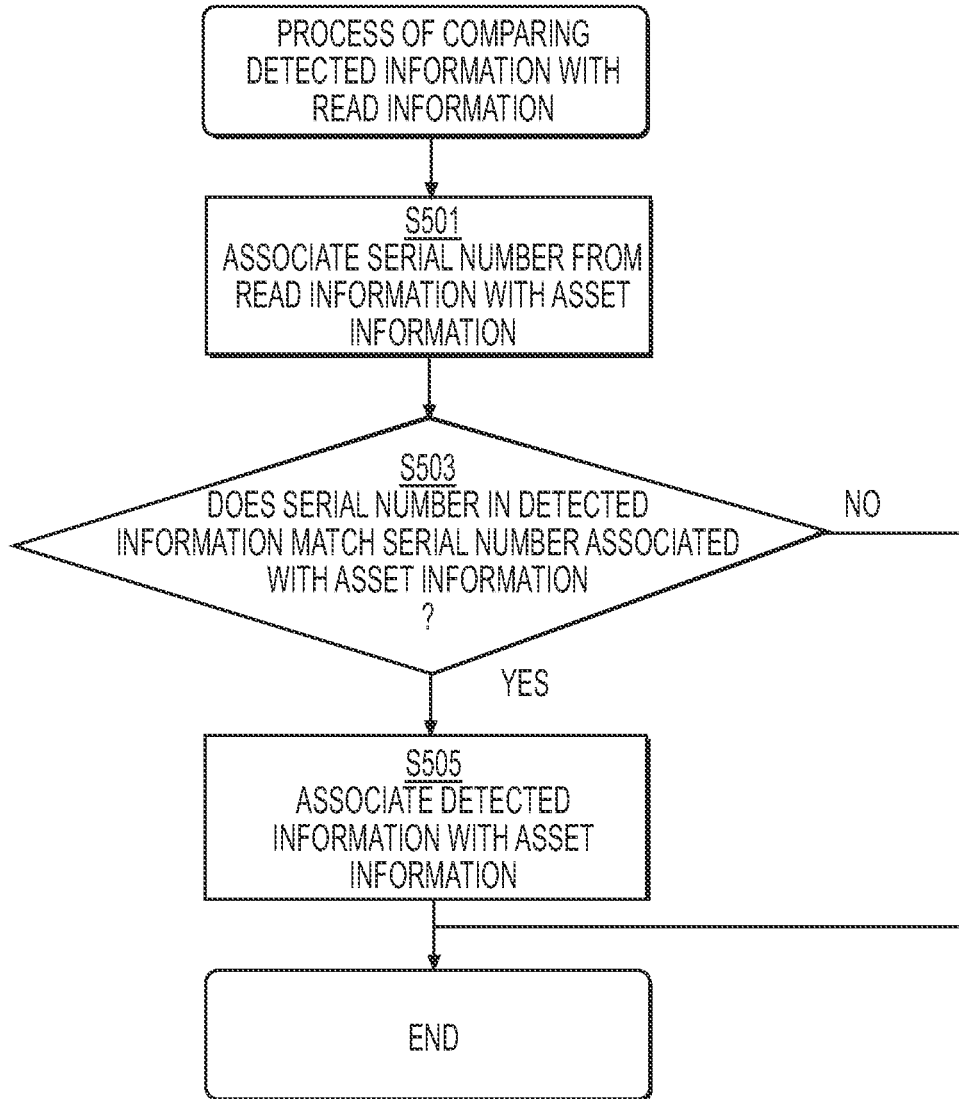 PROCESS OF COMPARING
DETECTED INFORMATION WITH
READ INFORMATION
S501
ASSOCIATE SERIAL NUMBER FROM
READ INFORMATION WITH ASSET
INFORMATION
S503
DOES SERIAL NUMBER IN DETECTED
INFORMATION MATCH SERIAL NUMBER ASSOCIATED
WITH ASSET INFORMATION
?
NO
YES
S505
ASSOCIATE DETECTED
INFORMATION WITH ASSET
INFORMATION
END